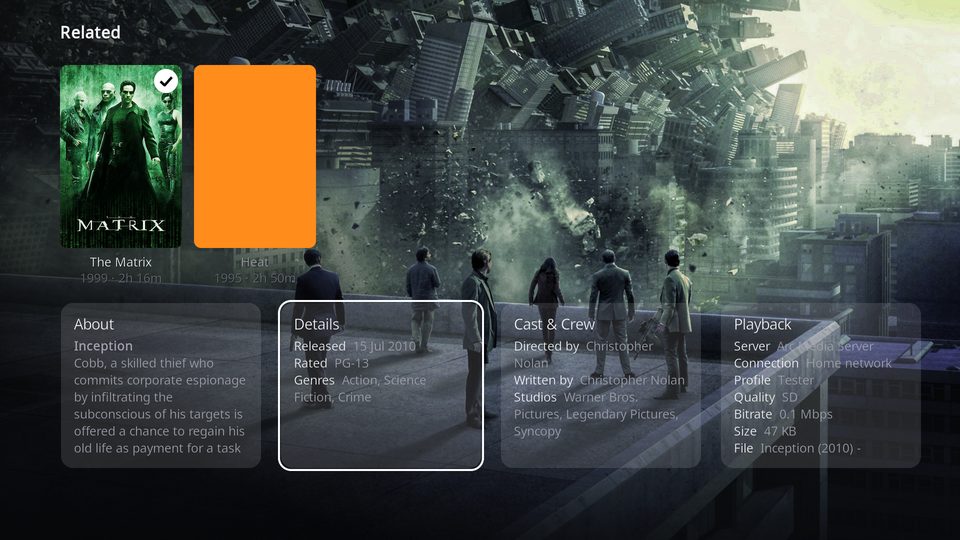 Related
MATRIX
The Matrix
1999 · 2h 16m
Heat
1995 · 2h 50m
About
Inception
Cobb, a skilled thief who
commits corporate espionage
by infiltrating the
subconscious of his targets is
offered a chance to regain his
old life as payment for a task
Details
Released 15 Jul 2010
Rated PG-13
Genres Action, Science
Fiction, Crime
Cast & Crew
Directed by Christopher
Nolan
Written by Christopher Nolan
Studios Warner Bros.
Pictures, Legendary Pictures,
Syncopy
Playback
Server Media Server
Connection Home network
Profile Tester
Quality SD
Bitrate 0.1 Mbps
Size 47 KB
File Inception (2010) -